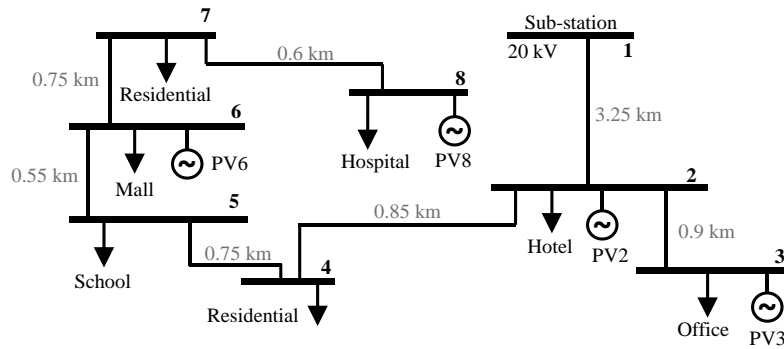 7
Sub-station
20 kV
1
0.6 km
0.75 km
Residential
8
3.25 km
6
Hospital
PV8
Mall
PV6
0.55 km
2
5
0.85 km
Hotel
PV2
0.9 km
School
0.75 km
4
3
Residential
Office
PV3